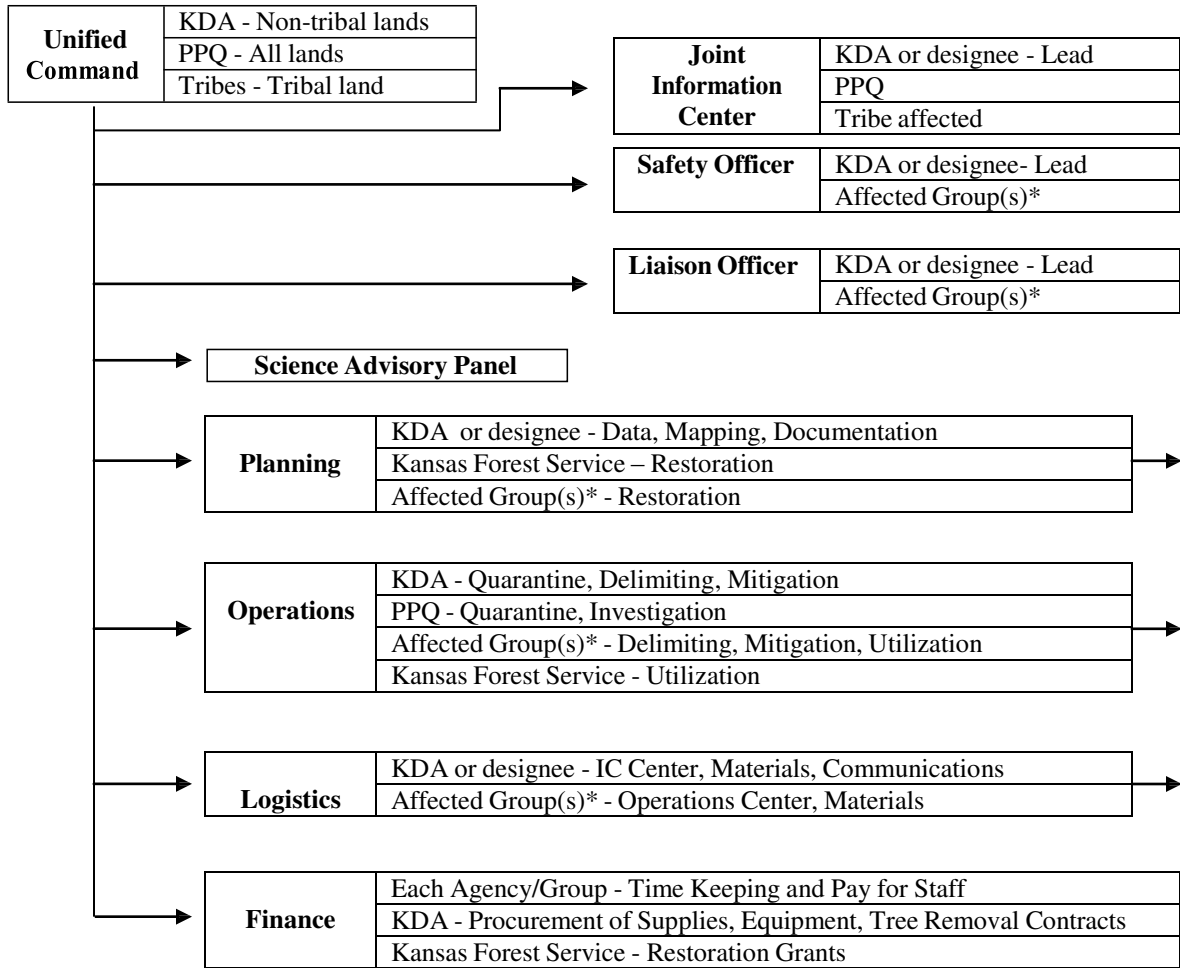 Unified
Command
KDA - Non-tribal lands
PPQ - All lands
Tribes - Tribal land
Joint
Information
Center
KDA or designee - Lead
PPQ
Tribe affected
Safety Officer
KDA or designee- Lead
Affected Group(s)*
Liaison Officer
KDA or designee - Lead
Affected Group(s)*
Science Advisory Panel
Planning
KDA or designee - Data, Mapping, Documentation
Kansas Forest Service – Restoration
Affected Group(s)* - Restoration
Operations
KDA - Quarantine, Delimiting, Mitigation
PPQ - Quarantine, Investigation
Affected Group(s)* - Delimiting, Mitigation, Utilization
Kansas Forest Service - Utilization
Logistics
KDA or designee - IC Center, Materials, Communications
Affected Group(s)* - Operations Center, Materials
Finance
Each Agency/Group - Time Keeping and Pay for Staff
KDA - Procurement of Supplies, Equipment, Tree Removal Contracts
Kansas Forest Service - Restoration Grants